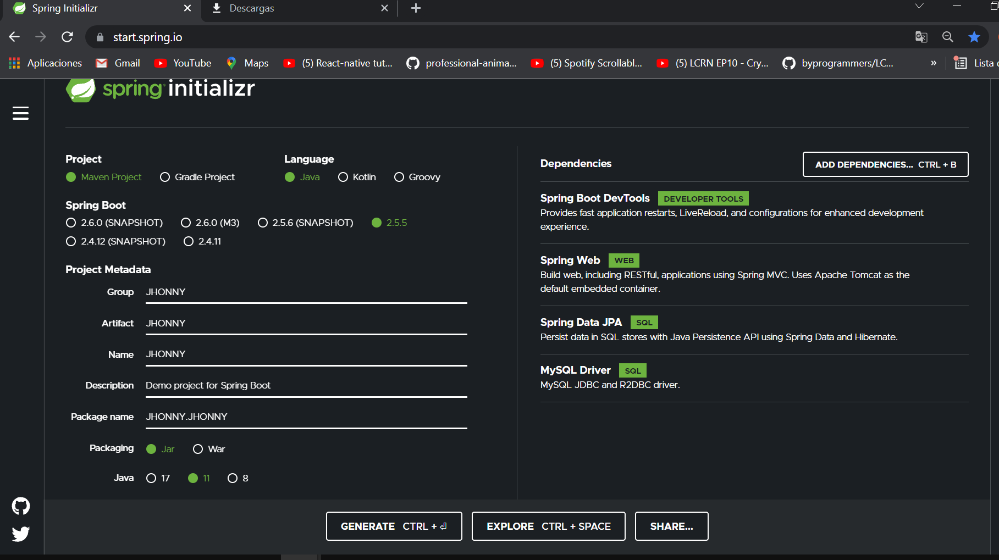 Spring Initializr
Descargas
start.spring.io
Aplicaciones Gmail YouTube Maps (5) React-native tut... professional-anima... (5) Spotify Scrollabl... (5) LCRN EP10 - Cry... byprogrammers/LC... » Lista
spring initializr
Project
Maven Project Gradle Project
Language
Java Kotlin Groovy
Spring Boot
2.6.0 (SNAPSHOT) 2.6.0 (M3) 2.5.6 (SNAPSHOT) 2.5.5
2.4.12 (SNAPSHOT) 2.4.11
Project Metadata
Group JHONNY
Artifact JHONNY
Name JHONNY
Description Demo project for Spring Boot
Package name JHONNY.JHONNY
Packaging Jar War
Java 17 11 8
Dependencies
ADD DEPENDENCIES... CTRL + B
Spring Boot DevTools DEVELOPER TOOLS
Provides fast application restarts, LiveReload, and configurations for enhanced development
experience.
Spring Web WEB
Build web, including RESTful, applications using Spring MVC. Uses Apache Tomcat as the
default embedded container.
Spring Data JPA SQL
Persist data in SQL stores with Java Persistence API using Spring Data and Hibernate.
MySQL Driver SQL
MySQL JDBC and R2DBC driver.
GENERATE CTRL + ⏎
EXPLORE CTRL + SPACE
SHARE...